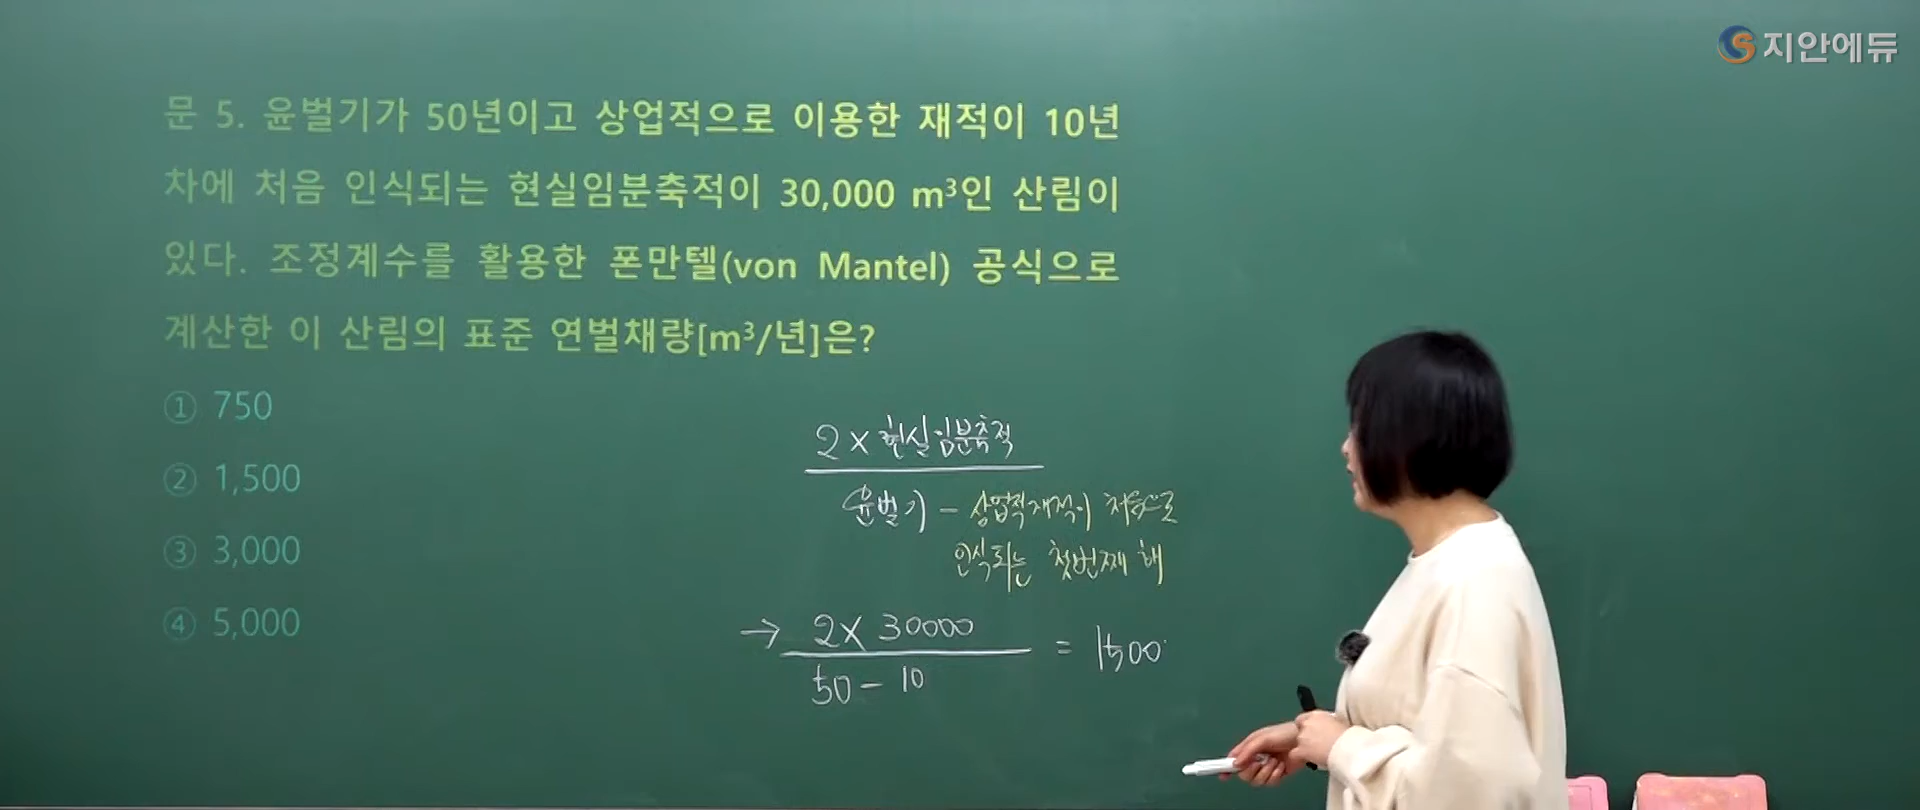 지안에듀
문 5. 윤벌기가 50년이고 상업적으로 이용한 재적이 10년
차에 처음 인식되는 현실임분축적이 30,000 m³인 산림이
있다. 조정계수를 활용한 폰만텔(von Mantel) 공식으로
계산한 이 산림의 표준 연벌채량[m³/년]은?
① 750
② 1,500
③ 3,000
④ 5,000
2 × 현실임분축적
윤벌기 - 상업적재적이 처음으로
인식되는 첫번째 해
→ 2 × 30000
50 - 10
= 1500